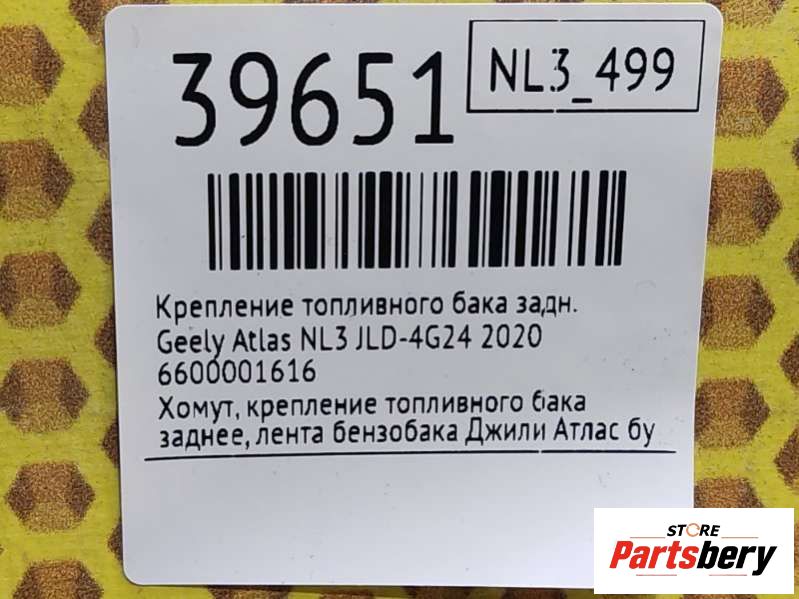 39651
NL3_499
Крепление топливного бака задн.
Geely Atlas NL3 JLD-4G24 2020
6600001616
Хомут, крепление топливного бака
заднее, лента бензобака Джили Атлас бу
STORE
Partsbery